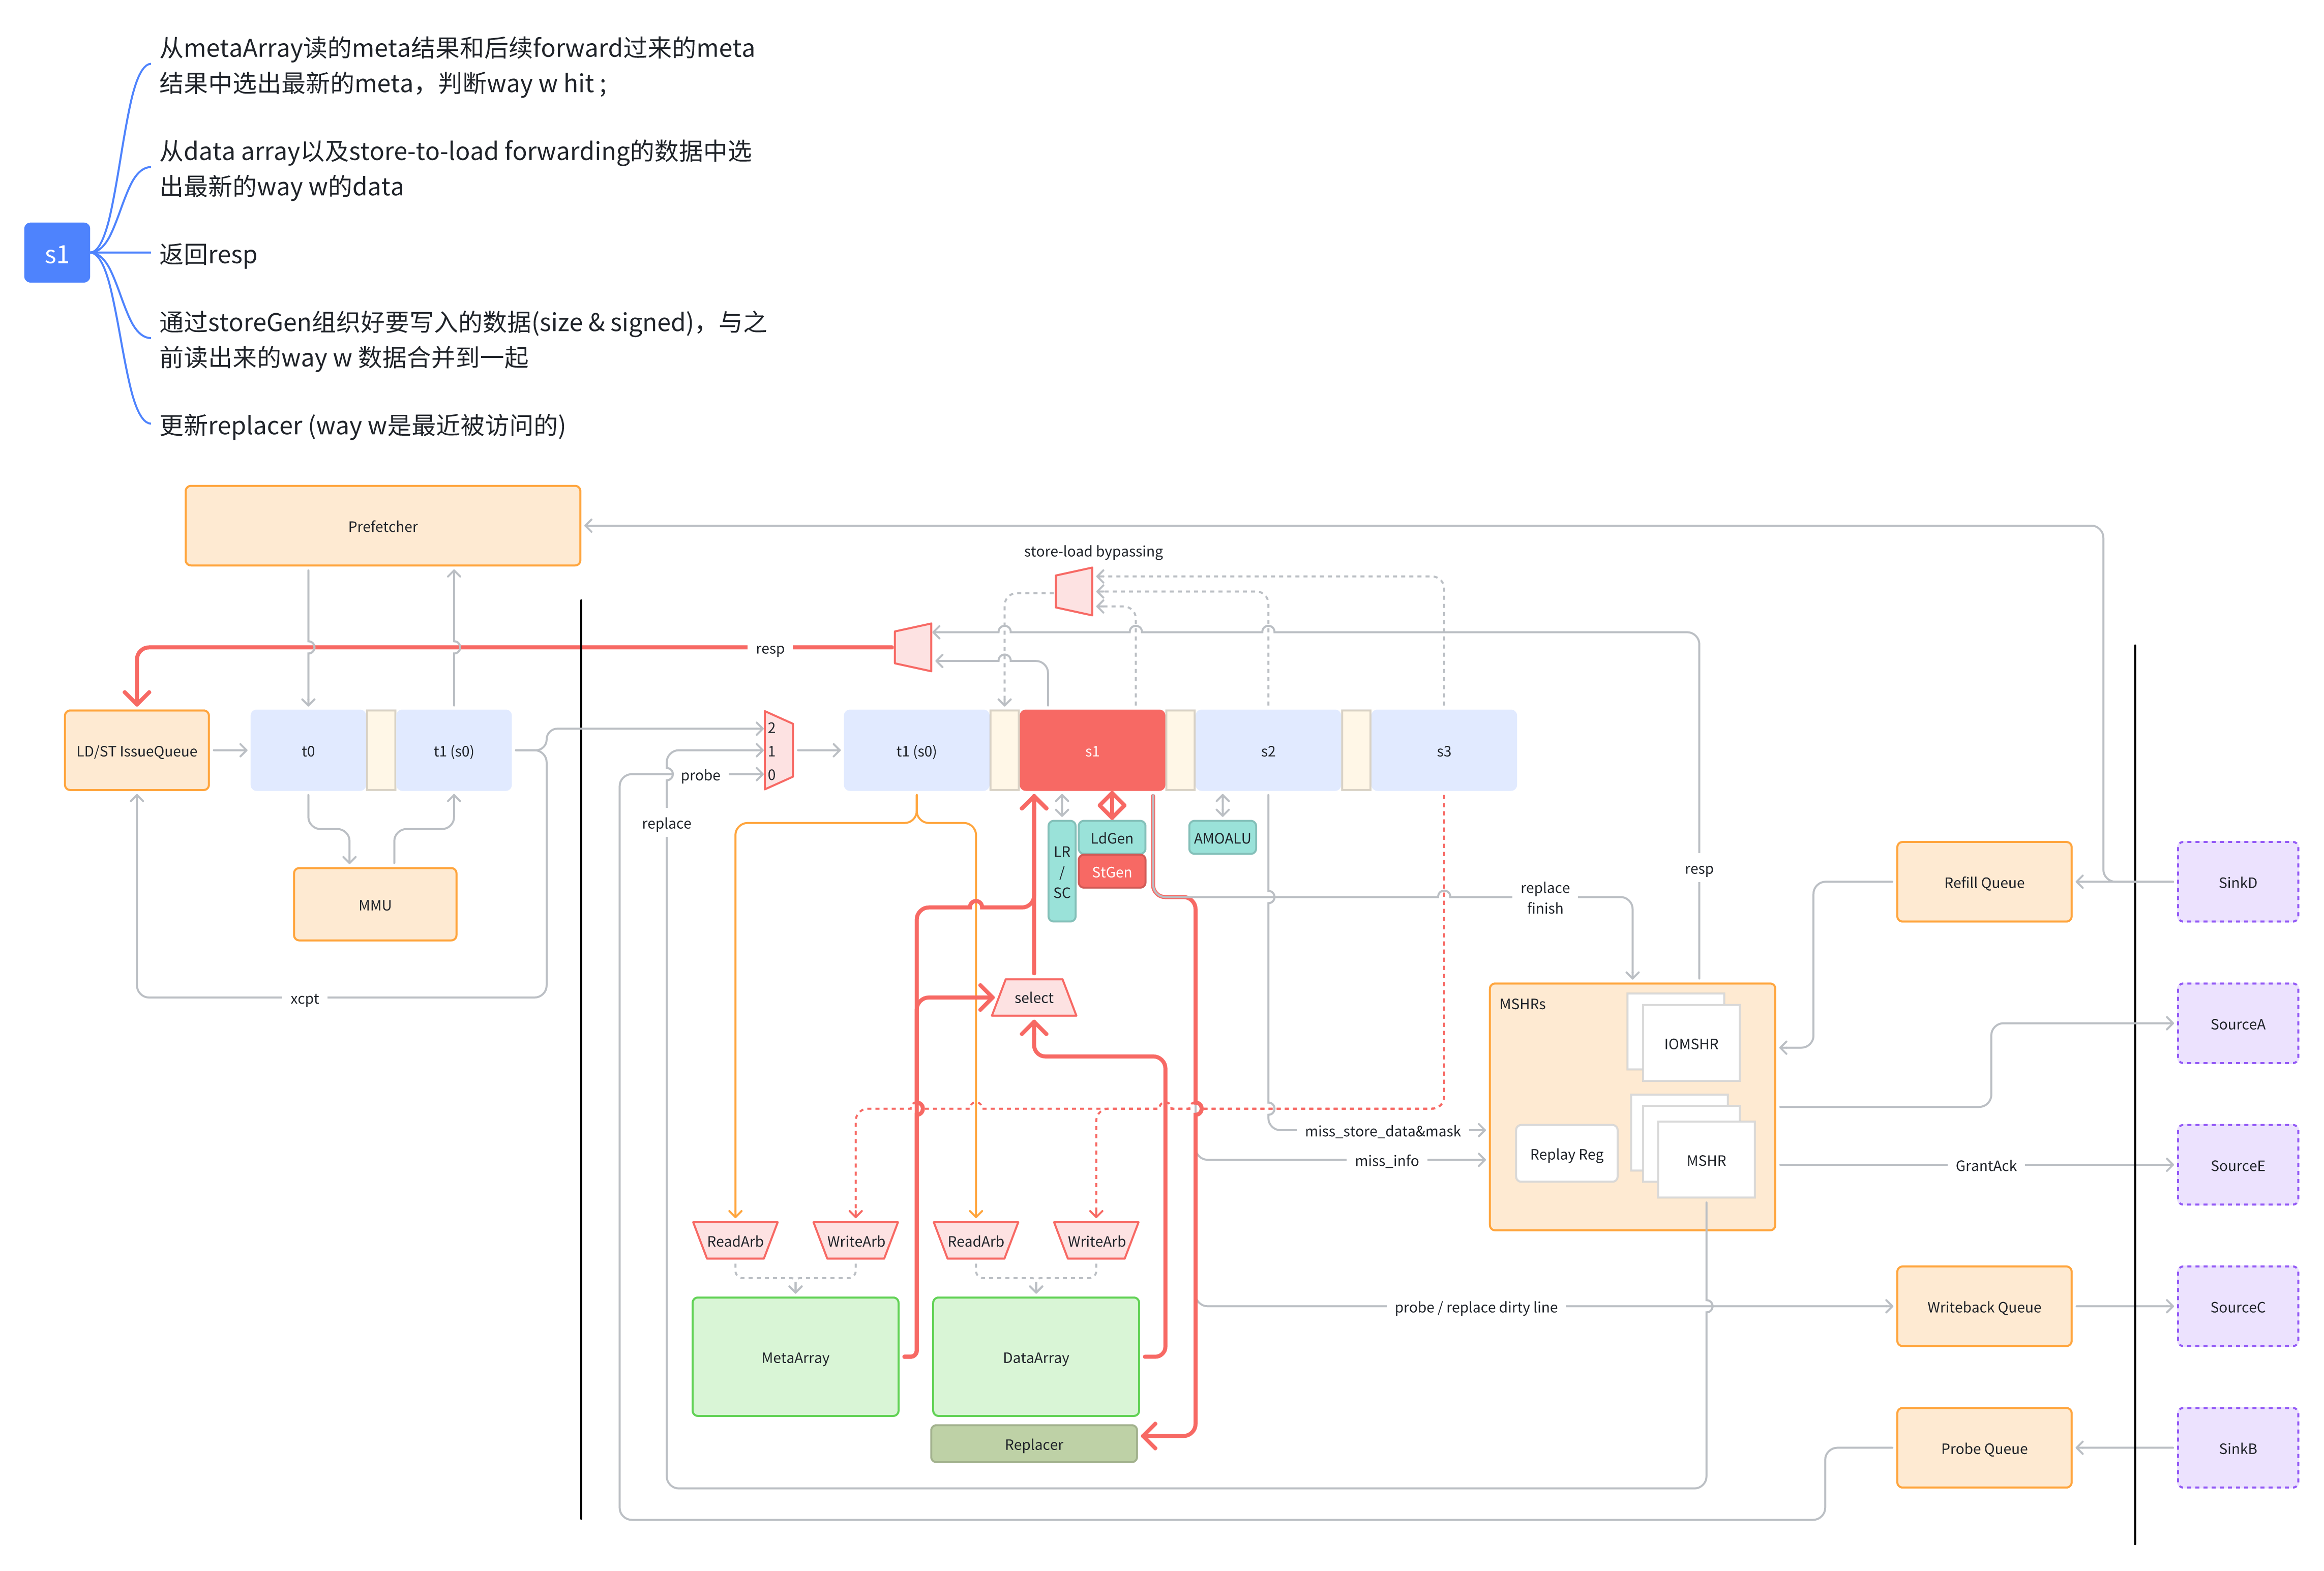 从metaArray读的meta结果和后续forward过来的meta
结果中选出最新的meta，判断way w hit ;
从data array以及store-to-load forwarding的数据中选
出最新的way w的data
s1
返回resp
通过storeGen组织好要写入的数据(size & signed)，与之
前读出来的way w 数据合并到一起
更新replacer (way w是最近被访问的)
Prefetcher
store-load bypassing
resp
LD/ST IssueQueue
t0
t1 (s0)
2
1
0
probe
replace
t1 (s0)
s1
s2
s3
MMU
xcpt
LR
/
SC
LdGen
StGen
AMOALU
resp
replace
finish
select
Refill Queue
SinkD
MSHRs
IOMSHR
SourceA
miss_store_data&mask
miss_info
Replay Reg
MSHR
GrantAck
SourceE
ReadArb
WriteArb
ReadArb
WriteArb
probe / replace dirty line
Writeback Queue
SourceC
MetaArray
DataArray
Replacer
Probe Queue
SinkB